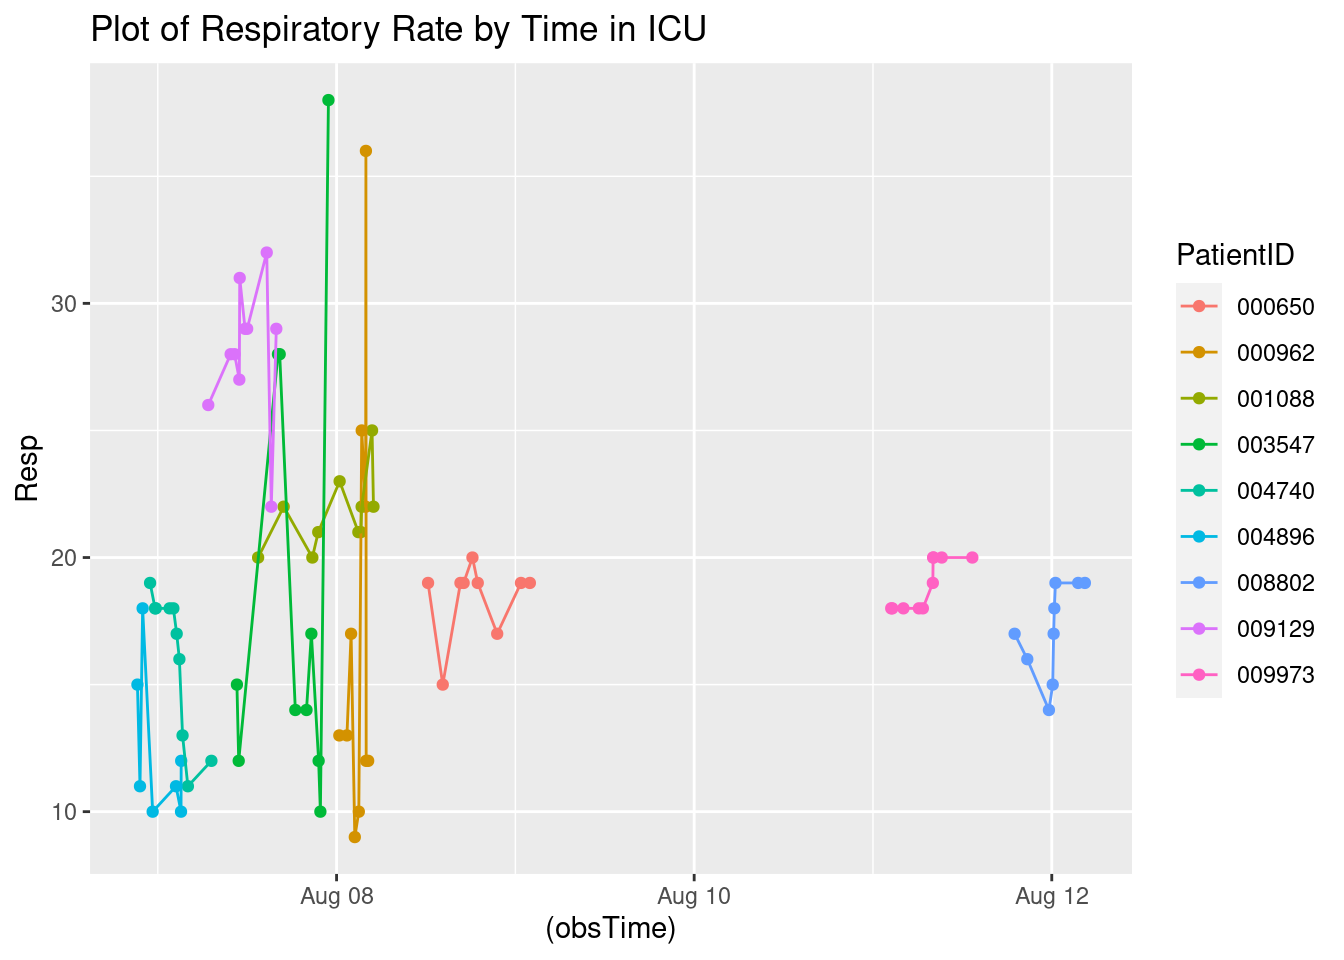 Plot of Respiratory Rate by Time in ICU
Resp
30
20
10
Aug 08
Aug 10
Aug 12
(obsTime)
PatientID
000650
000962
001088
003547
004740
004896
008802
009129
009973